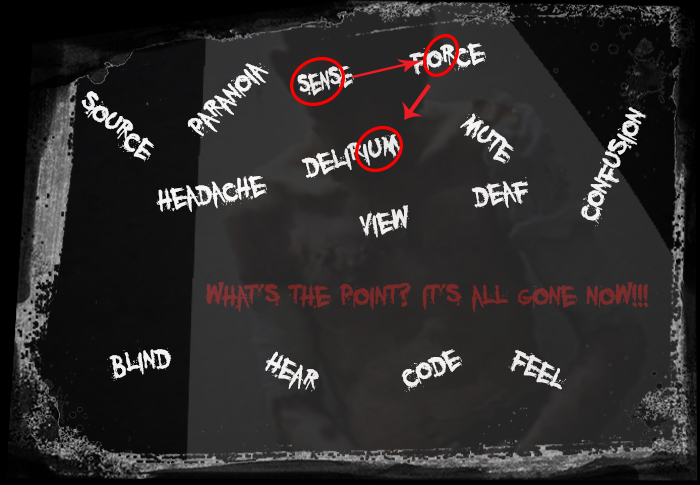 SENSE
FORCE
PARANOIA
SOURCE
MUTE
DELIRIUM
CONFUSION
HEADACHE
DEAF
VIEW
WHAT'S THE POINT? IT'S ALL GONE NOW!!!
BLIND
HEAR
CODE
FEEL